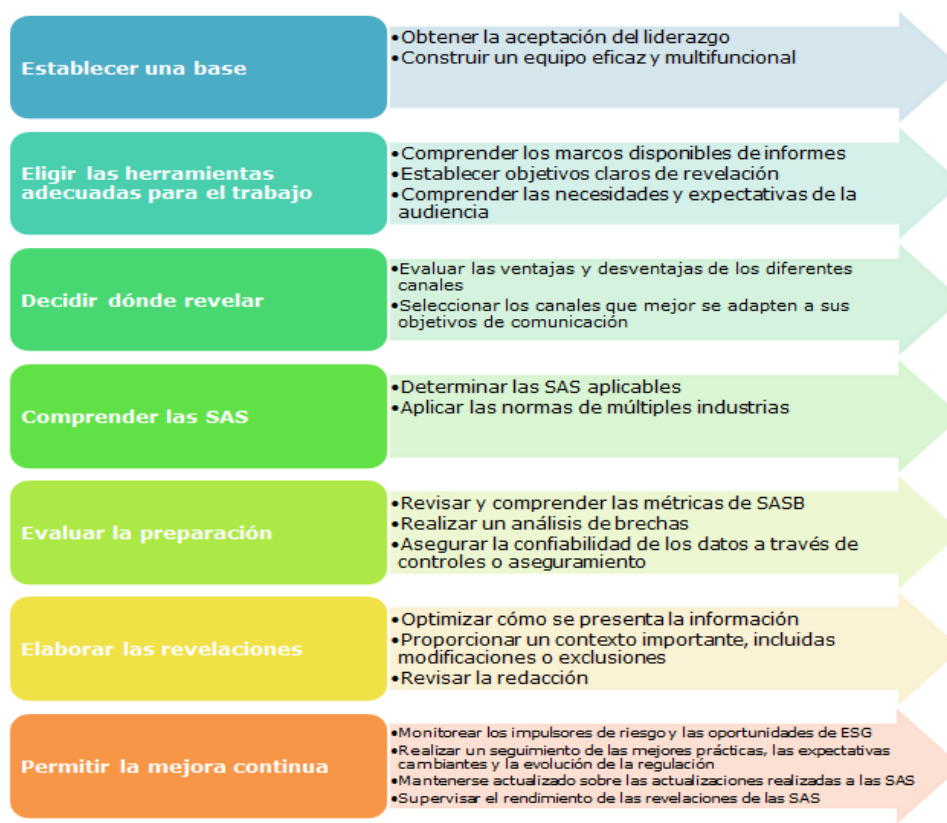 Establecer una base
•Obtener la aceptación del liderazgo
•Construir un equipo eficaz y multifuncional
Eligir las herramientas
adecuadas para el trabajo
•Comprender los marcos disponibles de informes
•Establecer objetivos claros de revelación
•Comprender las necesidades y expectativas de la
audiencia
Decidir dónde revelar
•Evaluar las ventajas y desventajas de los diferentes
canales
•Seleccionar los canales que mejor se adapten a sus
objetivos de comunicación
Comprender las SAS
•Determinar las SAS aplicables
•Aplicar las normas de múltiples industrias
Evaluar la preparación
•Revisar y comprender las métricas de SASB
•Realizar un análisis de brechas
•Asegurar la confiabilidad de los datos a través de
controles o aseguramiento
Elaborar las revelaciones
•Optimizar cómo se presenta la información
•Proporcionar un contexto importante, incluidas
modificaciones o exclusiones
•Revisar la redacción
Permitir la mejora continua
•Monitorear los impulsores de riesgo y las oportunidades de ESG
•Realizar un seguimiento de las mejores prácticas, las expectativas
cambiantes y la evolución de la regulación
•Mantenerse actualizado sobre las actualizaciones realizadas a las SAS
•Supervisar el rendimiento de las revelaciones de las SAS